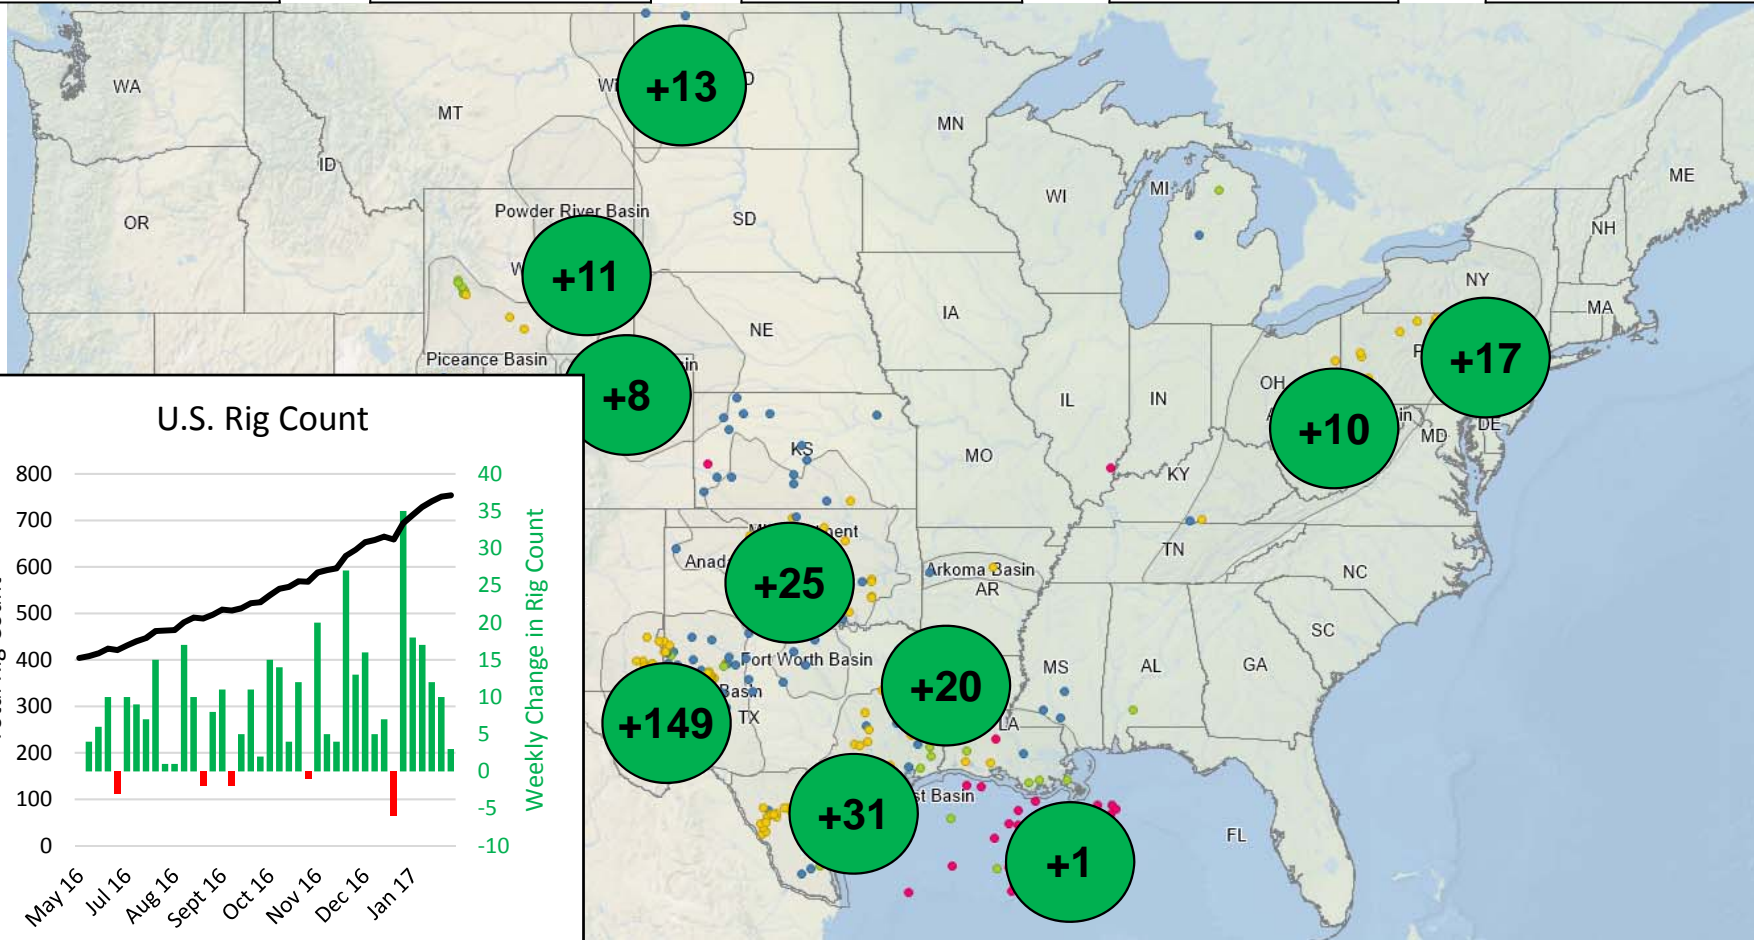 WA
MT
+13
MN
ME
ID
WI
MI
OR
Powder River Basin
SD
NH
+11
NY
IA
MA
NE
Piceance Basin
+8
+17
OH
IL
IN
+10
MD
DE
KS
MO
KY
+25
Arkoma Basin
AR
TN
NC
SC
Fort Worth Basin
MS
AL
GA
+20
Basin
TX
LA
+149
+31
Basin
+1
FL
U.S. Rig Count
800
700
600
500
400
300
200
100
0
40
35
30
25
20
15
10
5
0
-5
-10
Weekly Change in Rig Count
May 16
Jul 16
Aug 16
Sept 16
Oct 16
Nov 16
Dec 16
Jan 17